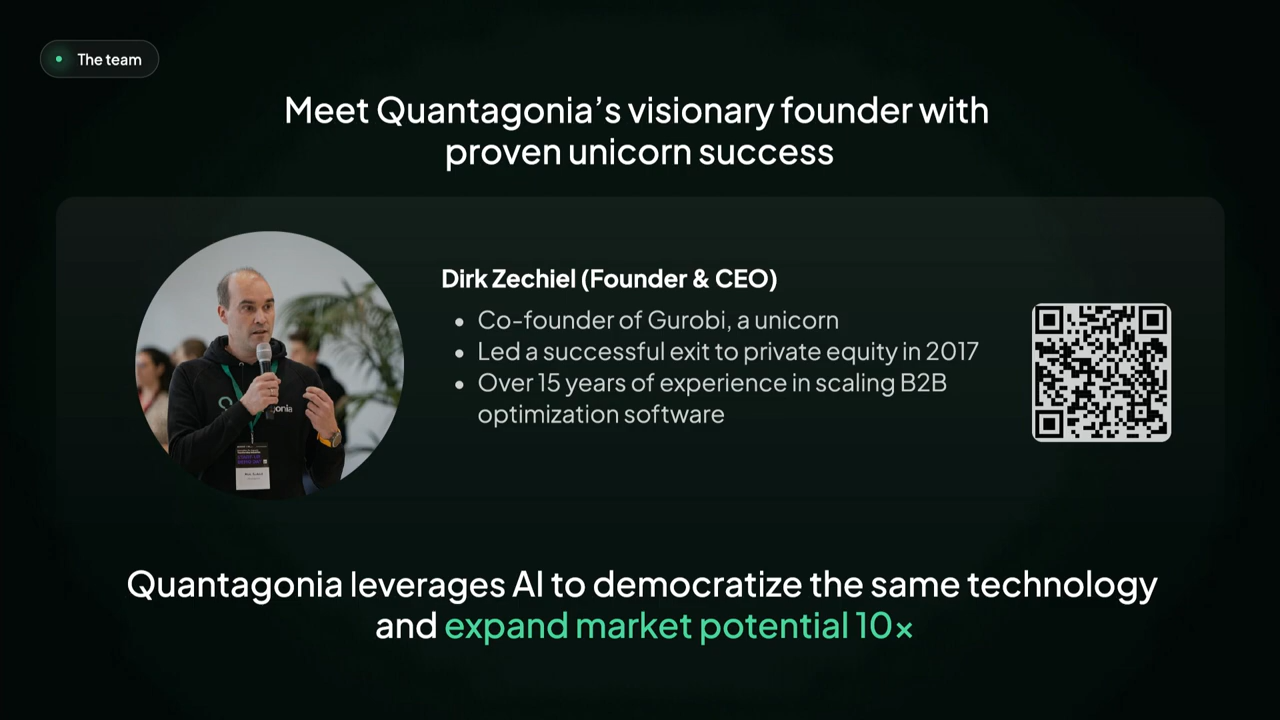 The team
Meet Quantagonia’s visionary founder with
proven unicorn success
Dirk Zechiel (Founder & CEO)
• Co-founder of Gurobi, a unicorn
• Led a successful exit to private equity in 2017
• Over 15 years of experience in scaling B2B
optimization software
gonia
Quantagonia leverages AI to democratize the same technology
and expand market potential 10×